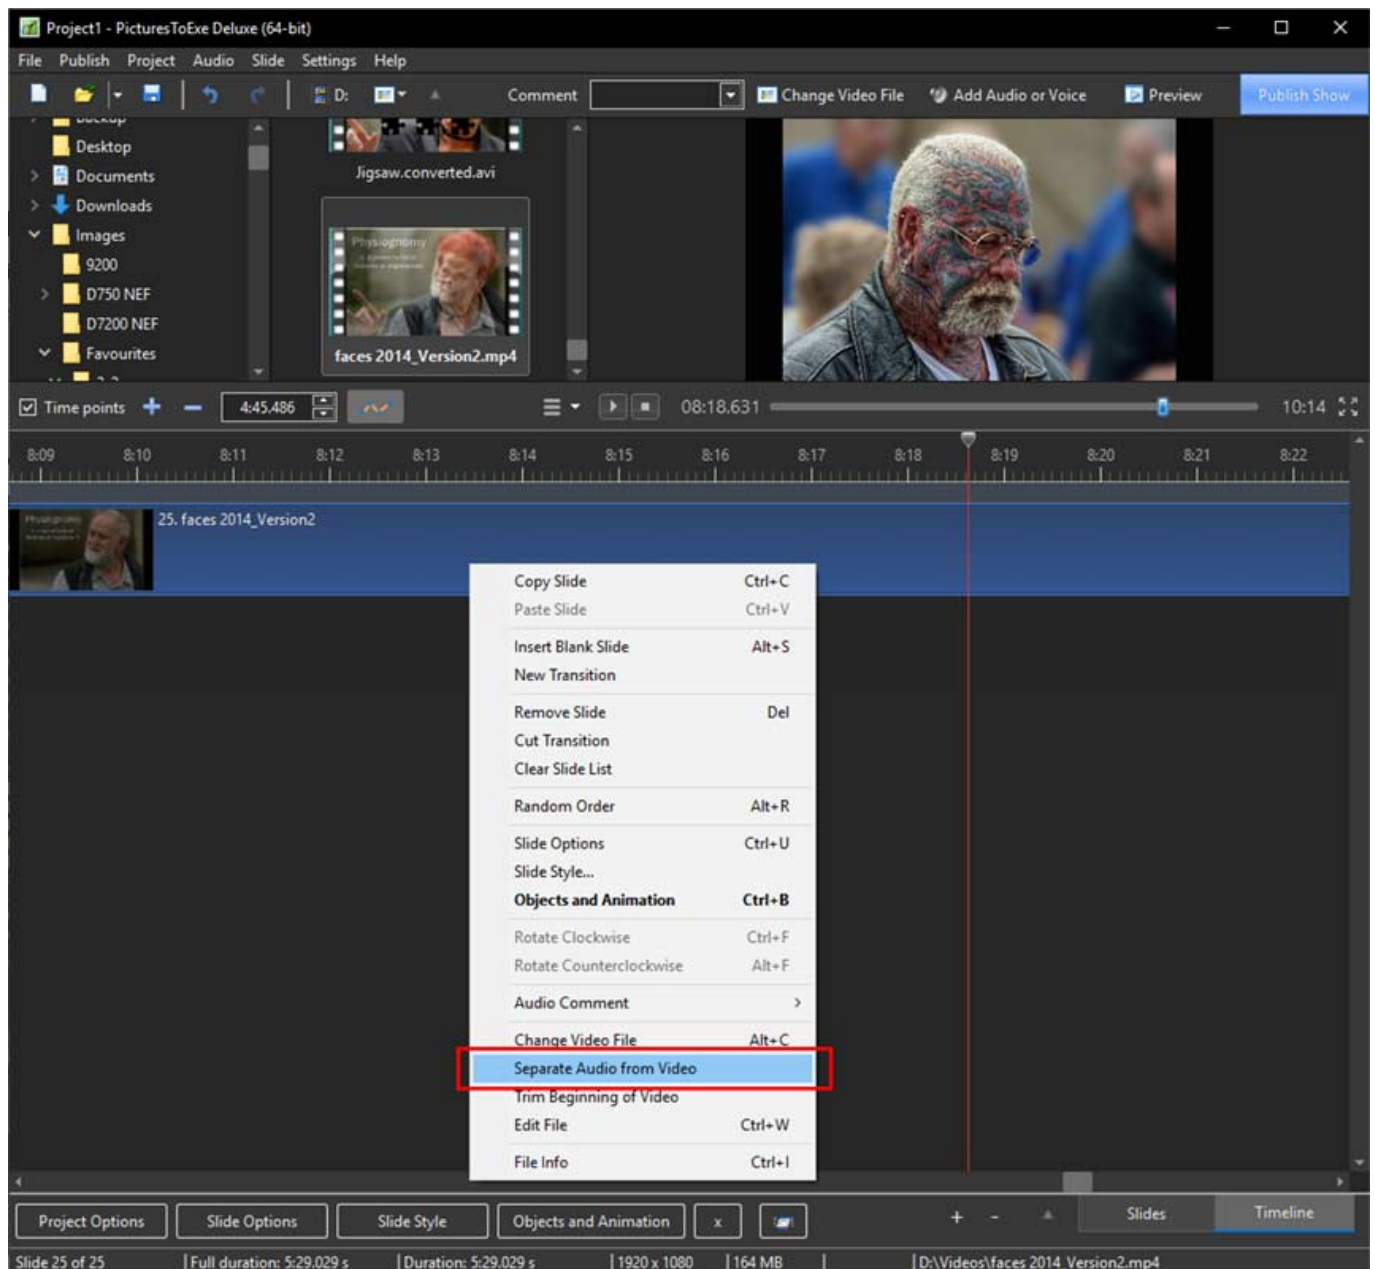 Project1 - PicturesToExe Deluxe (64-bit)
File Publish Project Audio Slide Settings Help
D: Comment Change Video File Add Audio or Voice Preview Publish Show
Backup
Desktop
Documents
Downloads
Images
9200
D750 NEF
D7200 NEF
Favourites
Jigsaw.converted.avi
Physiognomy
faces 2014_Version2.mp4
Time points 4:45.486 08:18.631 10:14
8:09 8:10 8:11 8:12 8:13 8:14 8:15 8:16 8:17 8:18 8:19 8:20 8:21 8:22
25. faces 2014_Version2
Copy Slide Ctrl+C
Paste Slide Ctrl+V
Insert Blank Slide Alt+S
New Transition
Remove Slide Del
Cut Transition
Clear Slide List
Random Order Alt+R
Slide Options Ctrl+U
Slide Style...
Objects and Animation Ctrl+B
Rotate Clockwise Ctrl+F
Rotate Counterclockwise Alt+F
Audio Comment >
Change Video File Alt+C
Separate Audio from Video
Trim Beginning of Video
Edit File Ctrl+W
File Info Ctrl+I
Project Options Slide Options Slide Style Objects and Animation x + - Slides Timeline
Slide 25 of 25 Full duration: 5:29.029 s Duration: 5:29.029 s 1920 x 1080 164 MB D:\Videos\faces 2014_Version2.mp4